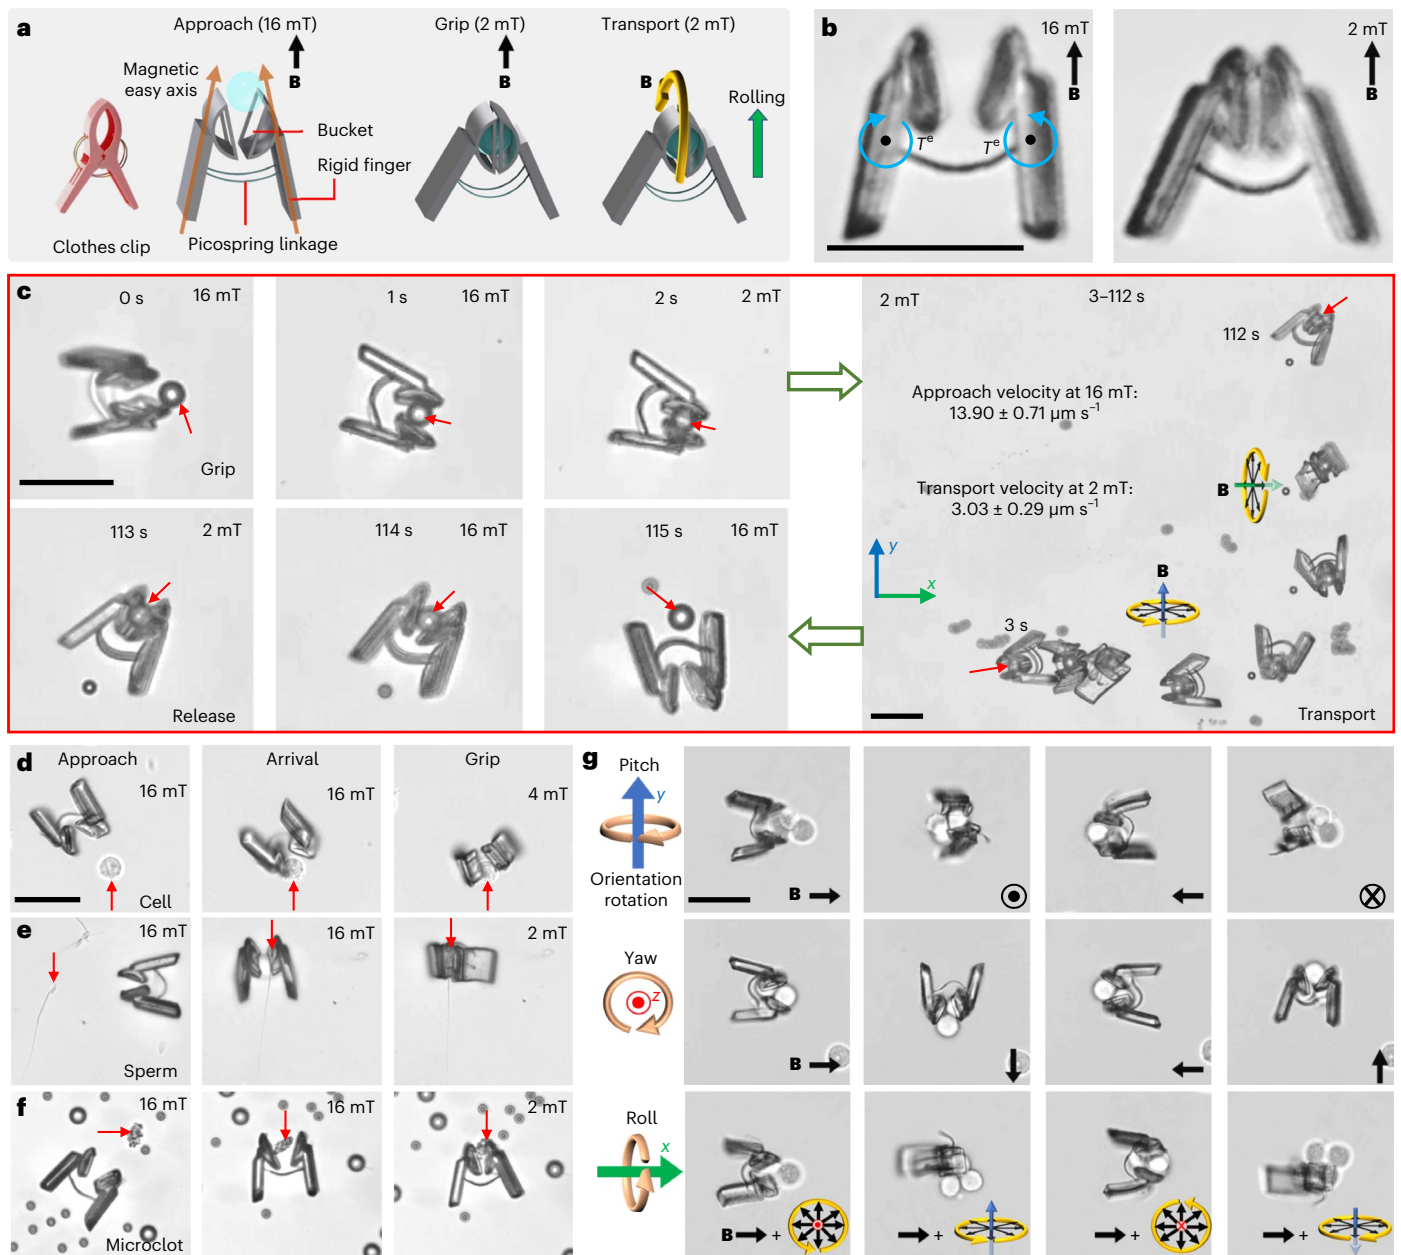 a
Approach (16 mT)
Grip (2 mT)
Transport (2 mT)
B
B
B
Magnetic
easy axis
Rolling
Bucket
Rigid finger
Clothes clip
Picospring linkage
b
16 mT
B
Tᵉ
Tᵉ
2 mT
B
c
0 s
16 mT
Grip
1 s
16 mT
2 s
2 mT
2 mT
3–112 s
112 s
Approach velocity at 16 mT:
13.90 ± 0.71 µm s⁻¹
Transport velocity at 2 mT:
3.03 ± 0.29 µm s⁻¹
B
B
y
x
3 s
Transport
113 s
2 mT
Release
114 s
16 mT
115 s
16 mT
d
Approach
16 mT
Cell
Arrival
16 mT
Grip
4 mT
e
16 mT
Sperm
16 mT
2 mT
f
16 mT
Microclot
16 mT
2 mT
g
Pitch
y
Orientation
rotation
B
Yaw
z
B
Roll
x
B +
+
+
+